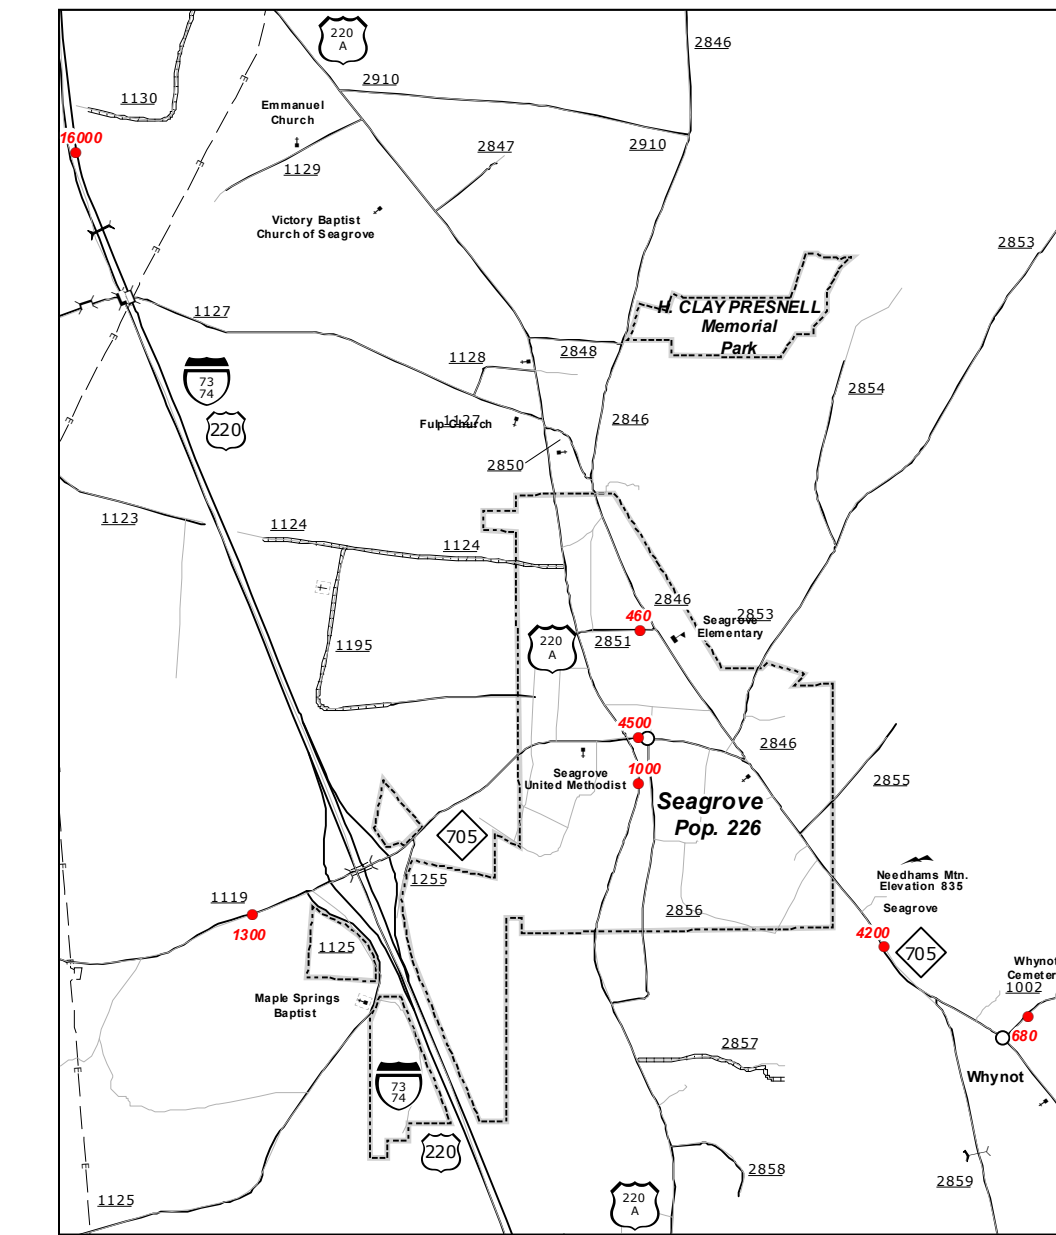 220
A
2846
2910
1130
Emmanuel
Church
16000
2847
2910
1129
Victory Baptist
Church of Seagrove
2853
1127
H. CLAY PRESNELL
Memorial
Park
1128
2848
73
74
2854
220
1127
Fulp Church
2846
2850
1123
1124
1124
2846
460
2853
Seagrove
Elementary
2851
220
A
1195
4500
2846
1000
Seagrove
United Methodist
2855
Seagrove
Pop. 226
705
Needhams Mtn.
Elevation 835
1255
1119
2856
Seagrove
1300
4200
1125
705
Whynot
Cemeter
1002
Maple Springs
Baptist
680
2857
Whynot
73
74
220
2858
2859
1125
220
A
E
E
E
E
E
E
E
E
E